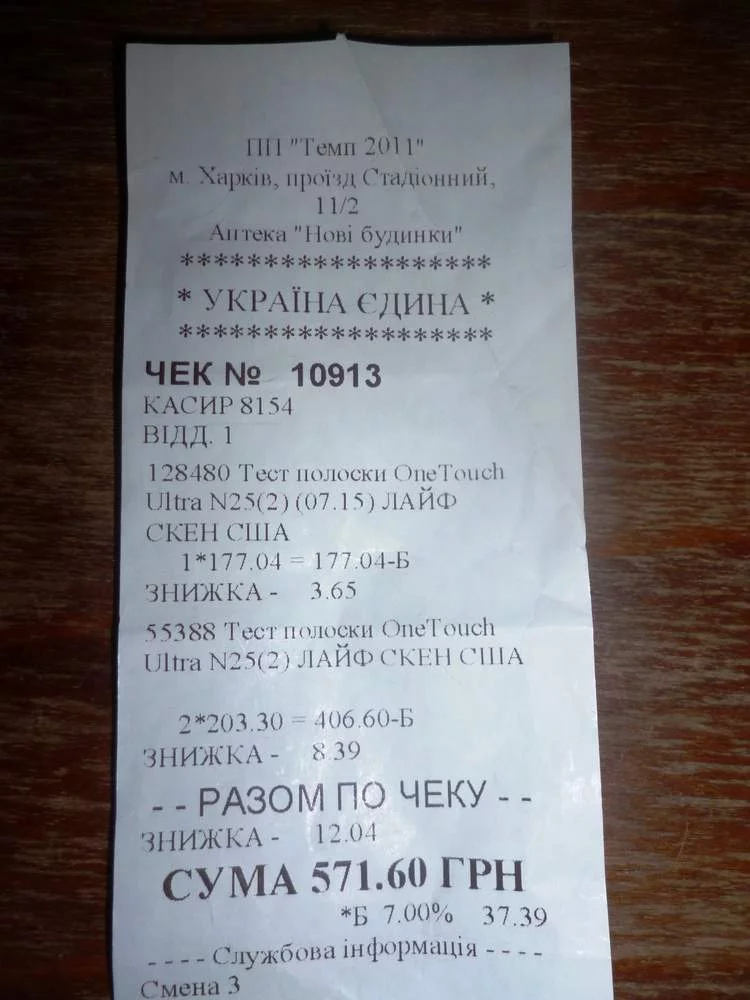 ПП "Темп 2011"
м. Харків, проїзд Стадіонний,
11/2
Аптека "Нові будинки"
*******************
* УКРАЇНА ЄДИНА *
*******************
ЧЕК № 10913
КАСИР 8154
ВІДД. 1
128480 Тест полоски OneTouch
Ultra N25(2) (07.15) ЛАЙФ
СКЕН США
1*177.04 = 177.04-Б
ЗНИЖКА - 3.65
55388 Тест полоски OneTouch
Ultra N25(2) ЛАЙФ СКЕН США
2*203.30 = 406.60-Б
ЗНИЖКА - 8.39
- - РАЗОМ ПО ЧЕКУ - -
ЗНИЖКА - 12.04
СУМА 571.60 ГРН
*Б 7.00% 37.39
- - - - Службова інформація - - - -
Смена 3